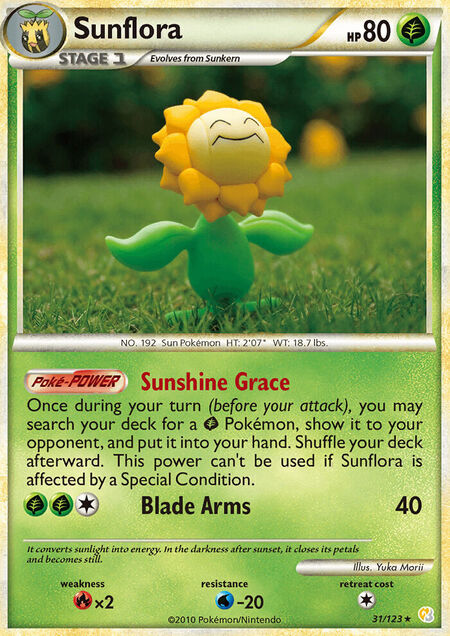 Sunflora
HP 80
STAGE 1
Evolves from Sunkern
NO. 192 Sun Pokémon HT: 2'07" WT: 18.7 lbs.
Poké-POWER Sunshine Grace
Once during your turn (before your attack), you may
search your deck for a Pokémon, show it to your
opponent, and put it into your hand. Shuffle your deck
afterward. This power can't be used if Sunflora is
affected by a Special Condition.
Blade Arms 40
It converts sunlight into energy. In the darkness after sunset, it closes its petals
and becomes still.
Illus. Yuka Morii
weakness resistance retreat cost
×2 -20
©2010 Pokémon/Nintendo 31/123 ★